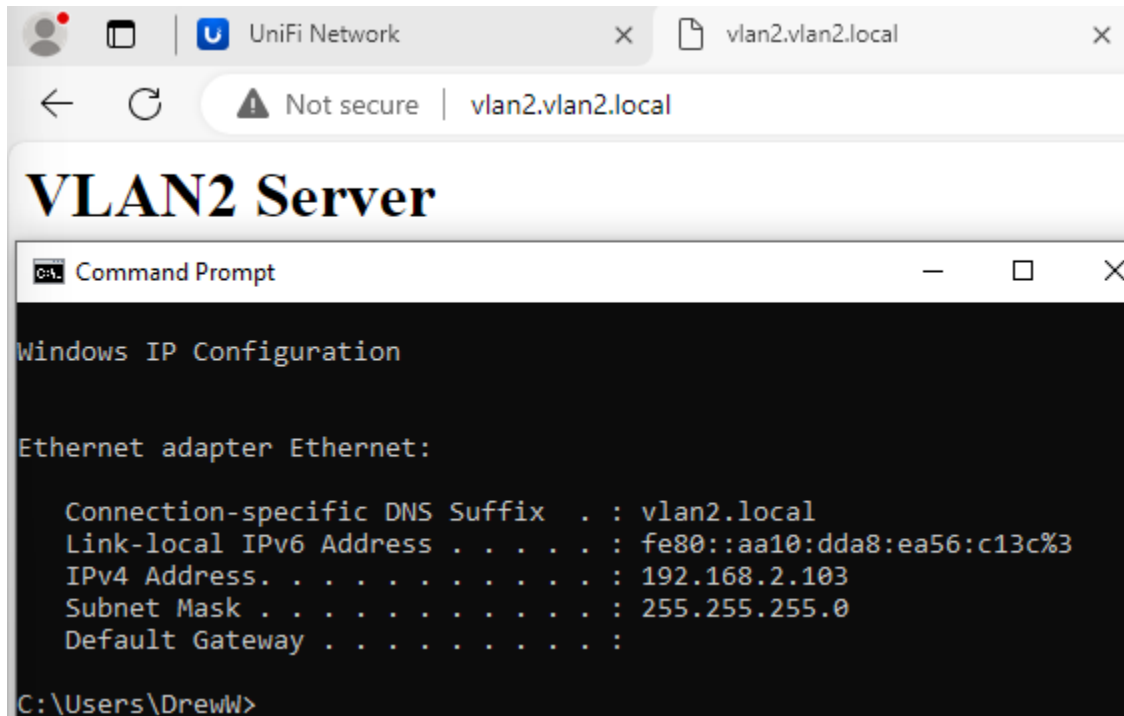 UniFi Network
vlan2.vlan2.local
Not secure | vlan2.vlan2.local
VLAN2 Server
Command Prompt
Windows IP Configuration
Ethernet adapter Ethernet:
Connection-specific DNS Suffix . : vlan2.local
Link-local IPv6 Address . . . . . : fe80::aa10:dda8:ea56:c13c%3
IPv4 Address. . . . . . . . . . . : 192.168.2.103
Subnet Mask . . . . . . . . . . . : 255.255.255.0
Default Gateway . . . . . . . . . :
C:\Users\DrewW>